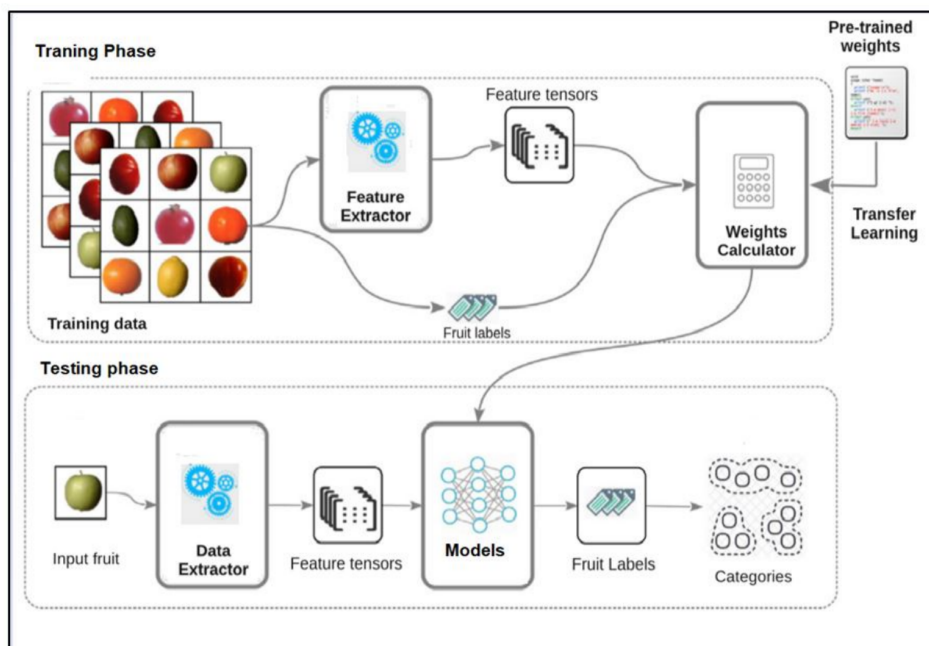 Traning Phase
Pre-trained
weights
Feature tensors
Feature
Extractor
Weights
Calculator
Transfer
Learning
Training data
Fruit labels
Testing phase
Input fruit
Data
Extractor
Feature tensors
Models
Fruit Labels
Categories